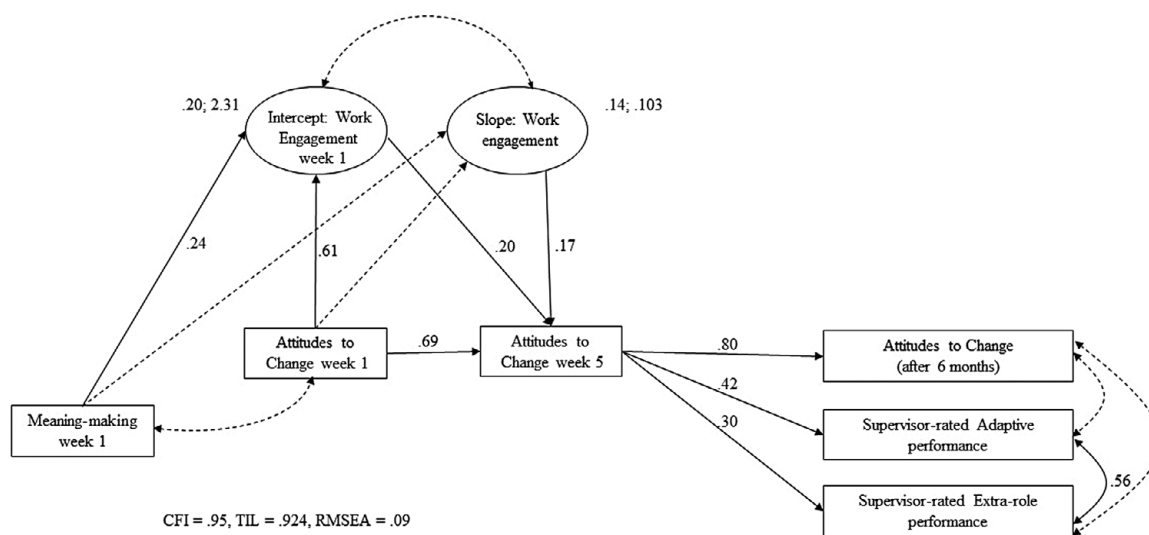 .20; 2.31
Intercept: Work
Engagement
week 1
Slope: Work
engagement
.14; .103
.24
.61
.20
.17
Attitudes to
Change week 1
.69
Attitudes to
Change week 5
.80
Attitudes to Change
(after 6 months)
.42
Meaning-making
week 1
.30
Supervisor-rated Adaptive
performance
.56
Supervisor-rated Extra-role
performance
CFI = .95, TIL = .924, RMSEA = .09